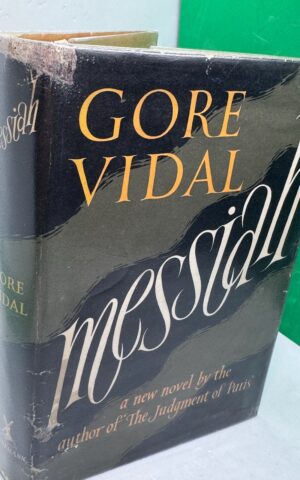 GORE
VIDAL
messiah
a new novel by the
author of "The Judgment of Paris"
messiah
GORE
VIDAL